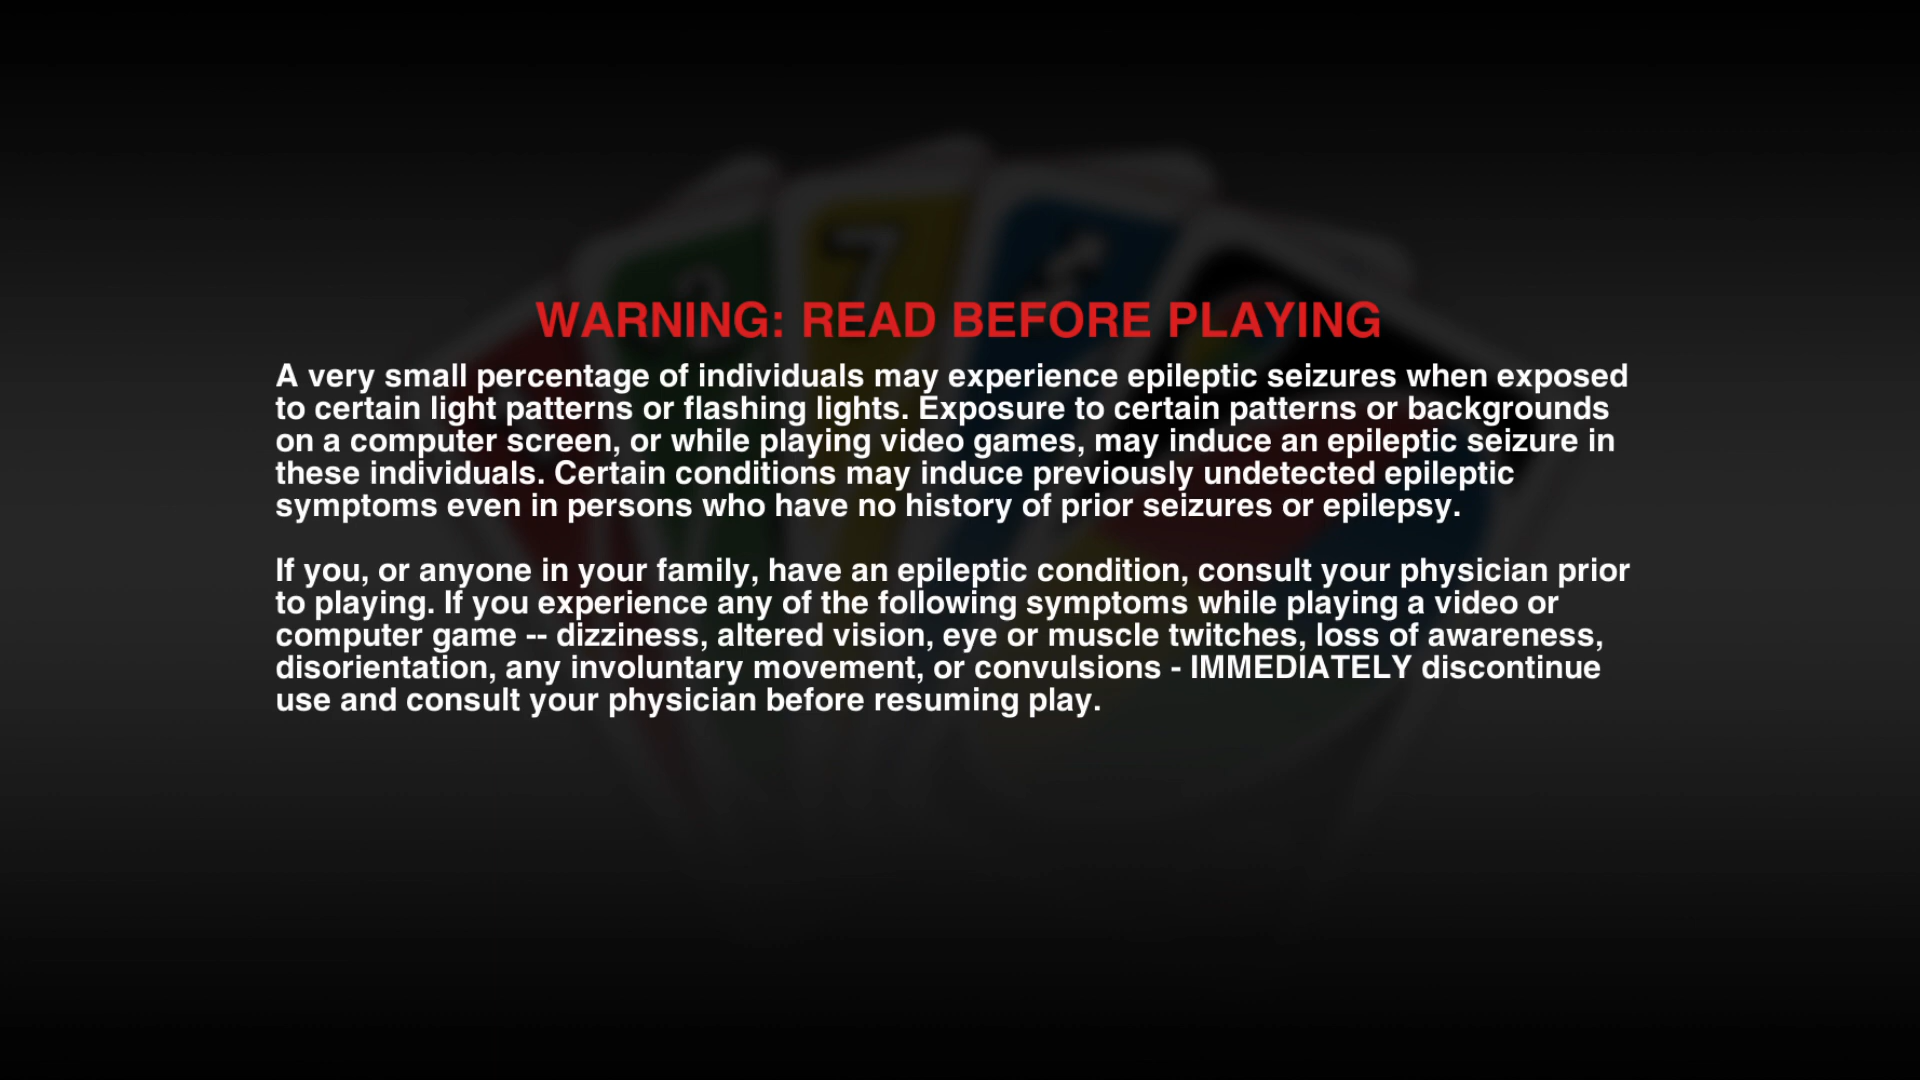 WARNING: READ BEFORE PLAYING
A very small percentage of individuals may experience epileptic seizures when exposed
to certain light patterns or flashing lights. Exposure to certain patterns or backgrounds
on a computer screen, or while playing video games, may induce an epileptic seizure in
these individuals. Certain conditions may induce previously undetected epileptic
symptoms even in persons who have no history of prior seizures or epilepsy.
If you, or anyone in your family, have an epileptic condition, consult your physician prior
to playing. If you experience any of the following symptoms while playing a video or
computer game -- dizziness, altered vision, eye or muscle twitches, loss of awareness,
disorientation, any involuntary movement, or convulsions - IMMEDIATELY discontinue
use and consult your physician before resuming play.